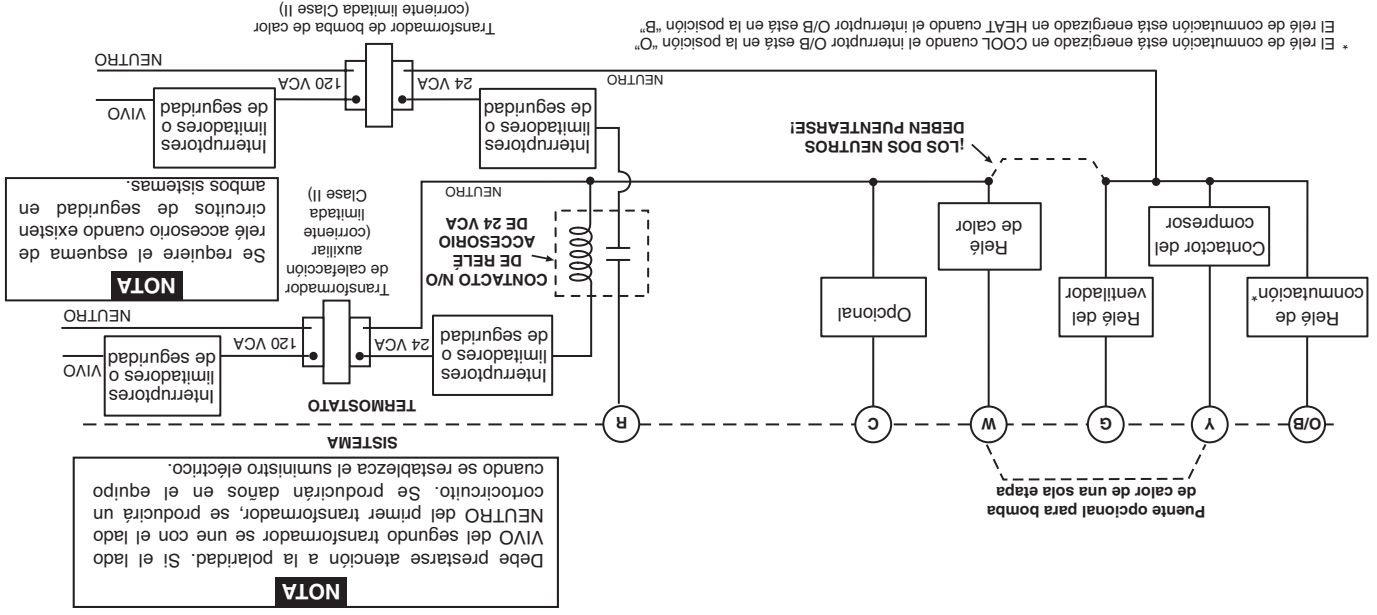 NOTA
Debe prestarse atención a la polaridad. Si el lado
VIVO del segundo transformador se une con el lado
NEUTRO del primer transformador, se producirá un
cortocircuito. Se producirán daños en el equipo
cuando se restablezca el suministro eléctrico.
Puente opcional para bomba
de calor de una sola etapa
SISTEMA
O/B
Y
G
W
C
R
TERMOSTATO
Relé de
conmutación*
Contactor del
compresor
Relé del
ventilador
Relé
de calor
Opcional
¡LOS DOS NEUTROS
DEBEN PUENTEARSE!
CONTACTO N/O
DE RELÉ
ACCESORIO
DE 24 VCA
Interruptores
limitadores o
de seguridad
24 VCA
120 VCA
Interruptores
limitadores o
de seguridad
VIVO
NEUTRO
NEUTRO
Transformador
de calefacción
auxiliar
(corriente
limitada
Clase II)
NOTA
Se requiere el esquema de
relé accesorio cuando existen
circuitos de seguridad en
ambos sistemas.
Interruptores
limitadores o
de seguridad
24 VCA
120 VCA
Interruptores
limitadores o
de seguridad
VIVO
NEUTRO
NEUTRO
Transformador de bomba de calor
(corriente limitada Clase II)
* El relé de conmutación está energizado en COOL cuando el interruptor O/B está en la posición "O"
El relé de conmutación está energizado en HEAT cuando el interruptor O/B está en la posición "B"